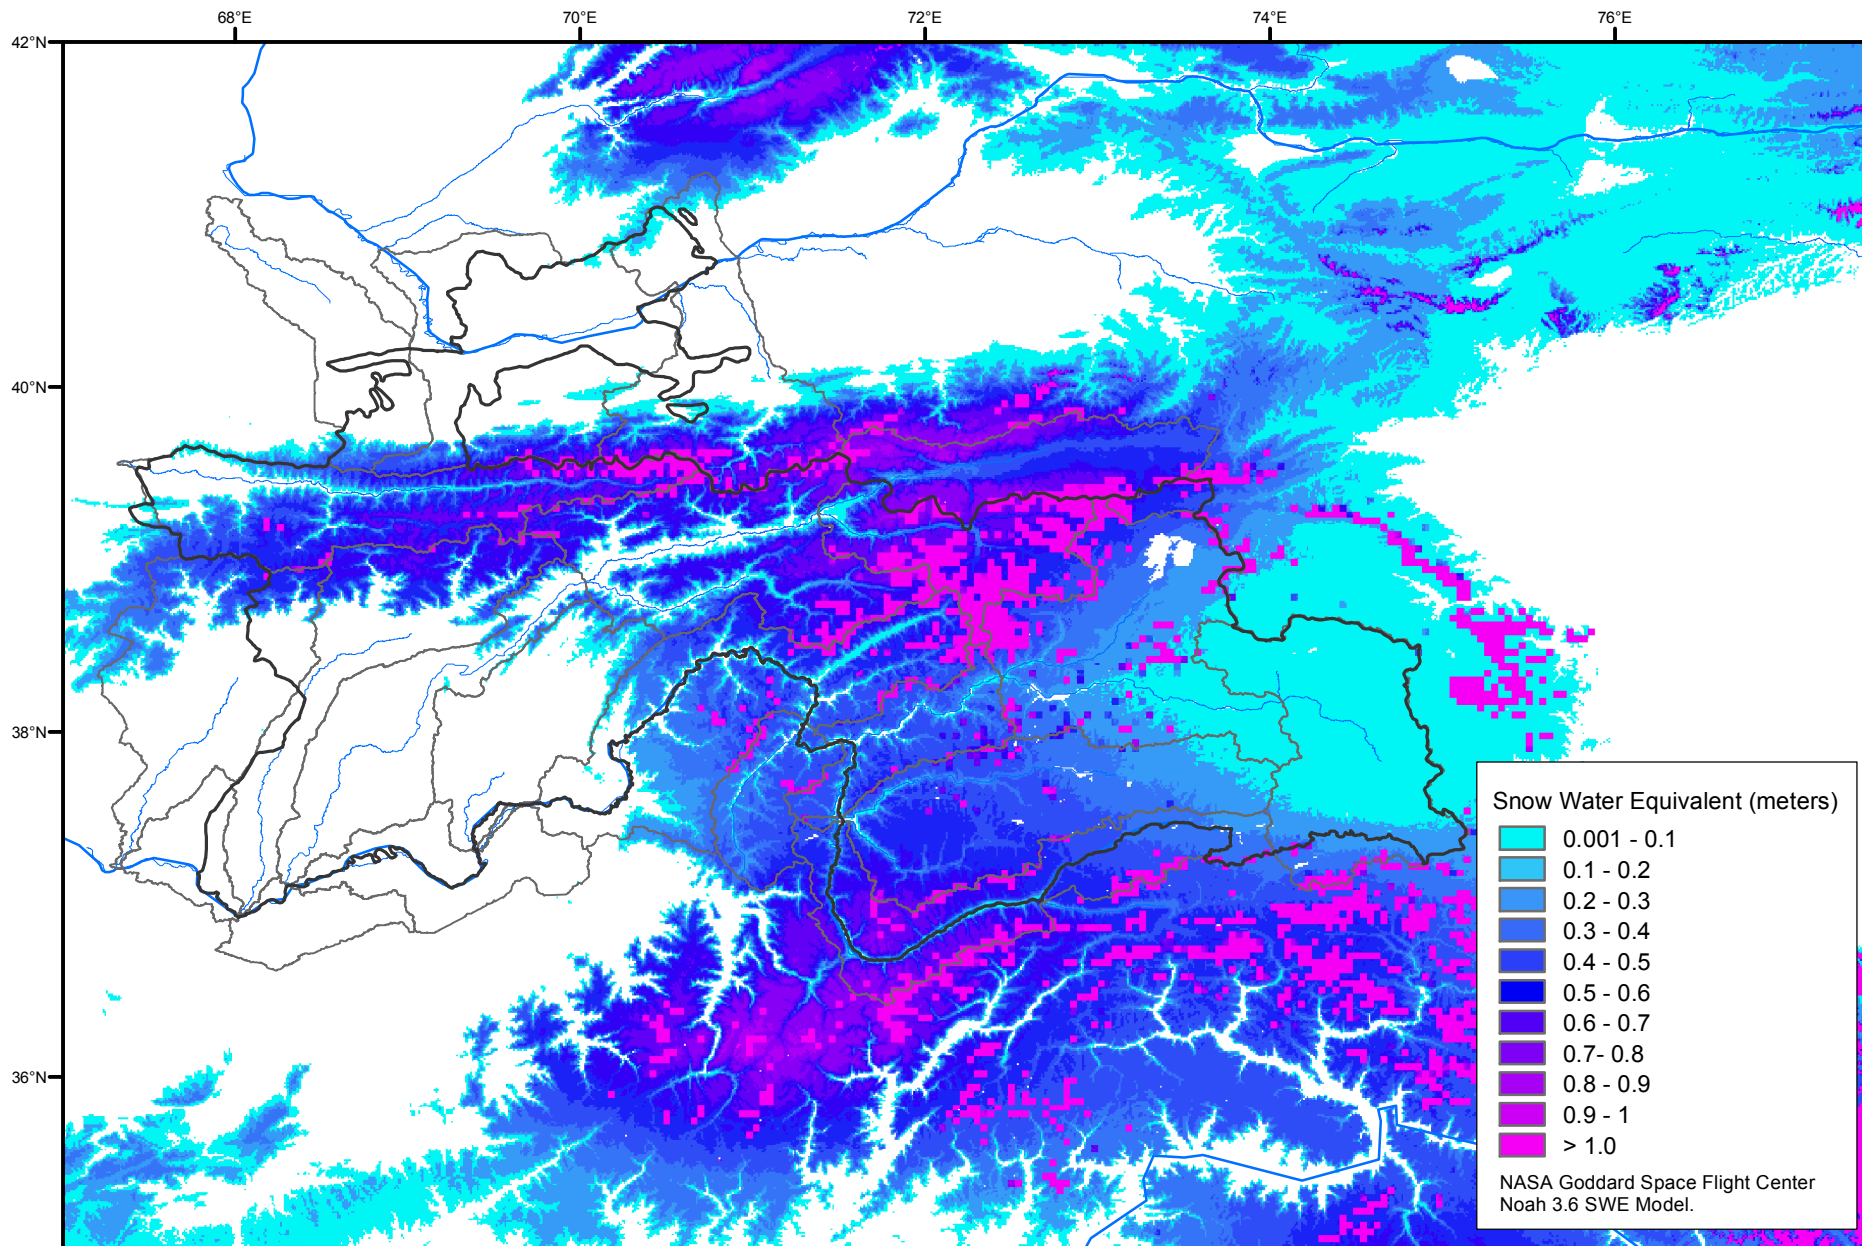 68°E 70°E 72°E 74°E 76°E
42°N
40°N
38°N
36°N
Snow Water Equivalent (meters)
0.001 - 0.1
0.1 - 0.2
0.2 - 0.3
0.3 - 0.4
0.4 - 0.5
0.5 - 0.6
0.6 - 0.7
0.7- 0.8
0.8 - 0.9
0.9 - 1
> 1.0
NASA Goddard Space Flight Center
Noah 3.6 SWE Model.